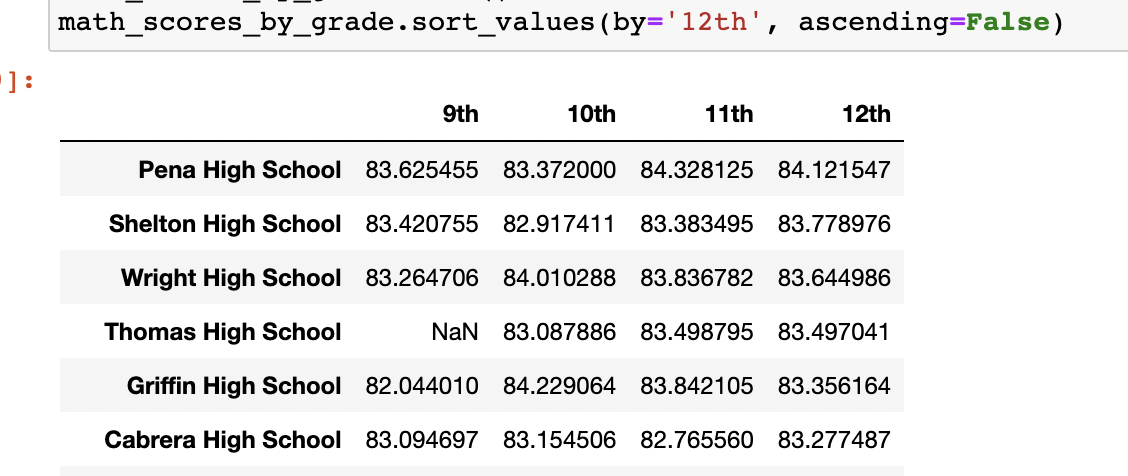 math_scores_by_grade.sort_values(by='12th', ascending=False)
]:
9th 10th 11th 12th
Pena High School 83.625455 83.372000 84.328125 84.121547
Shelton High School 83.420755 82.917411 83.383495 83.778976
Wright High School 83.264706 84.010288 83.836782 83.644986
Thomas High School NaN 83.087886 83.498795 83.497041
Griffin High School 82.044010 84.229064 83.842105 83.356164
Cabrera High School 83.094697 83.154506 82.765560 83.277487